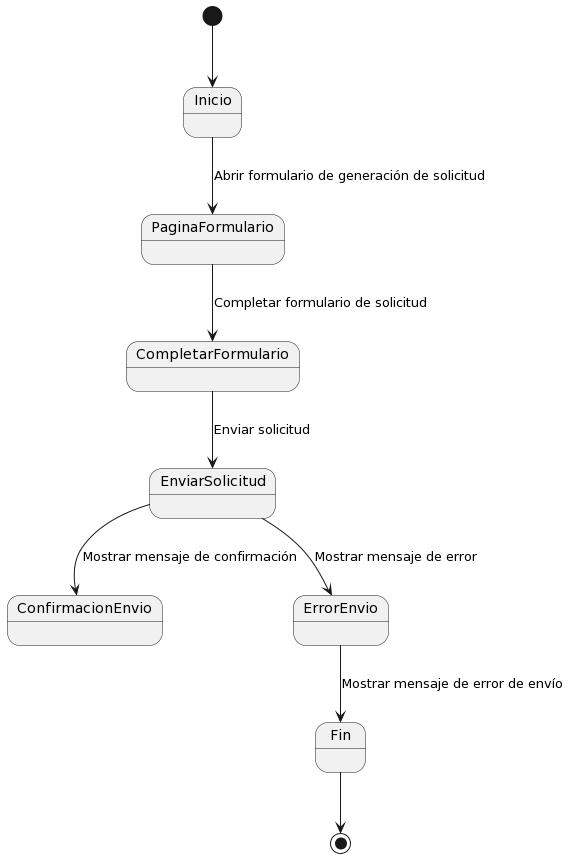 Inicio
Abrir formulario de generación de solicitud
PaginaFormulario
Completar formulario de solicitud
CompletarFormulario
Enviar solicitud
EnviarSolicitud
Mostrar mensaje de confirmación
Mostrar mensaje de error
ConfirmacionEnvio
ErrorEnvio
Mostrar mensaje de error de envío
Fin